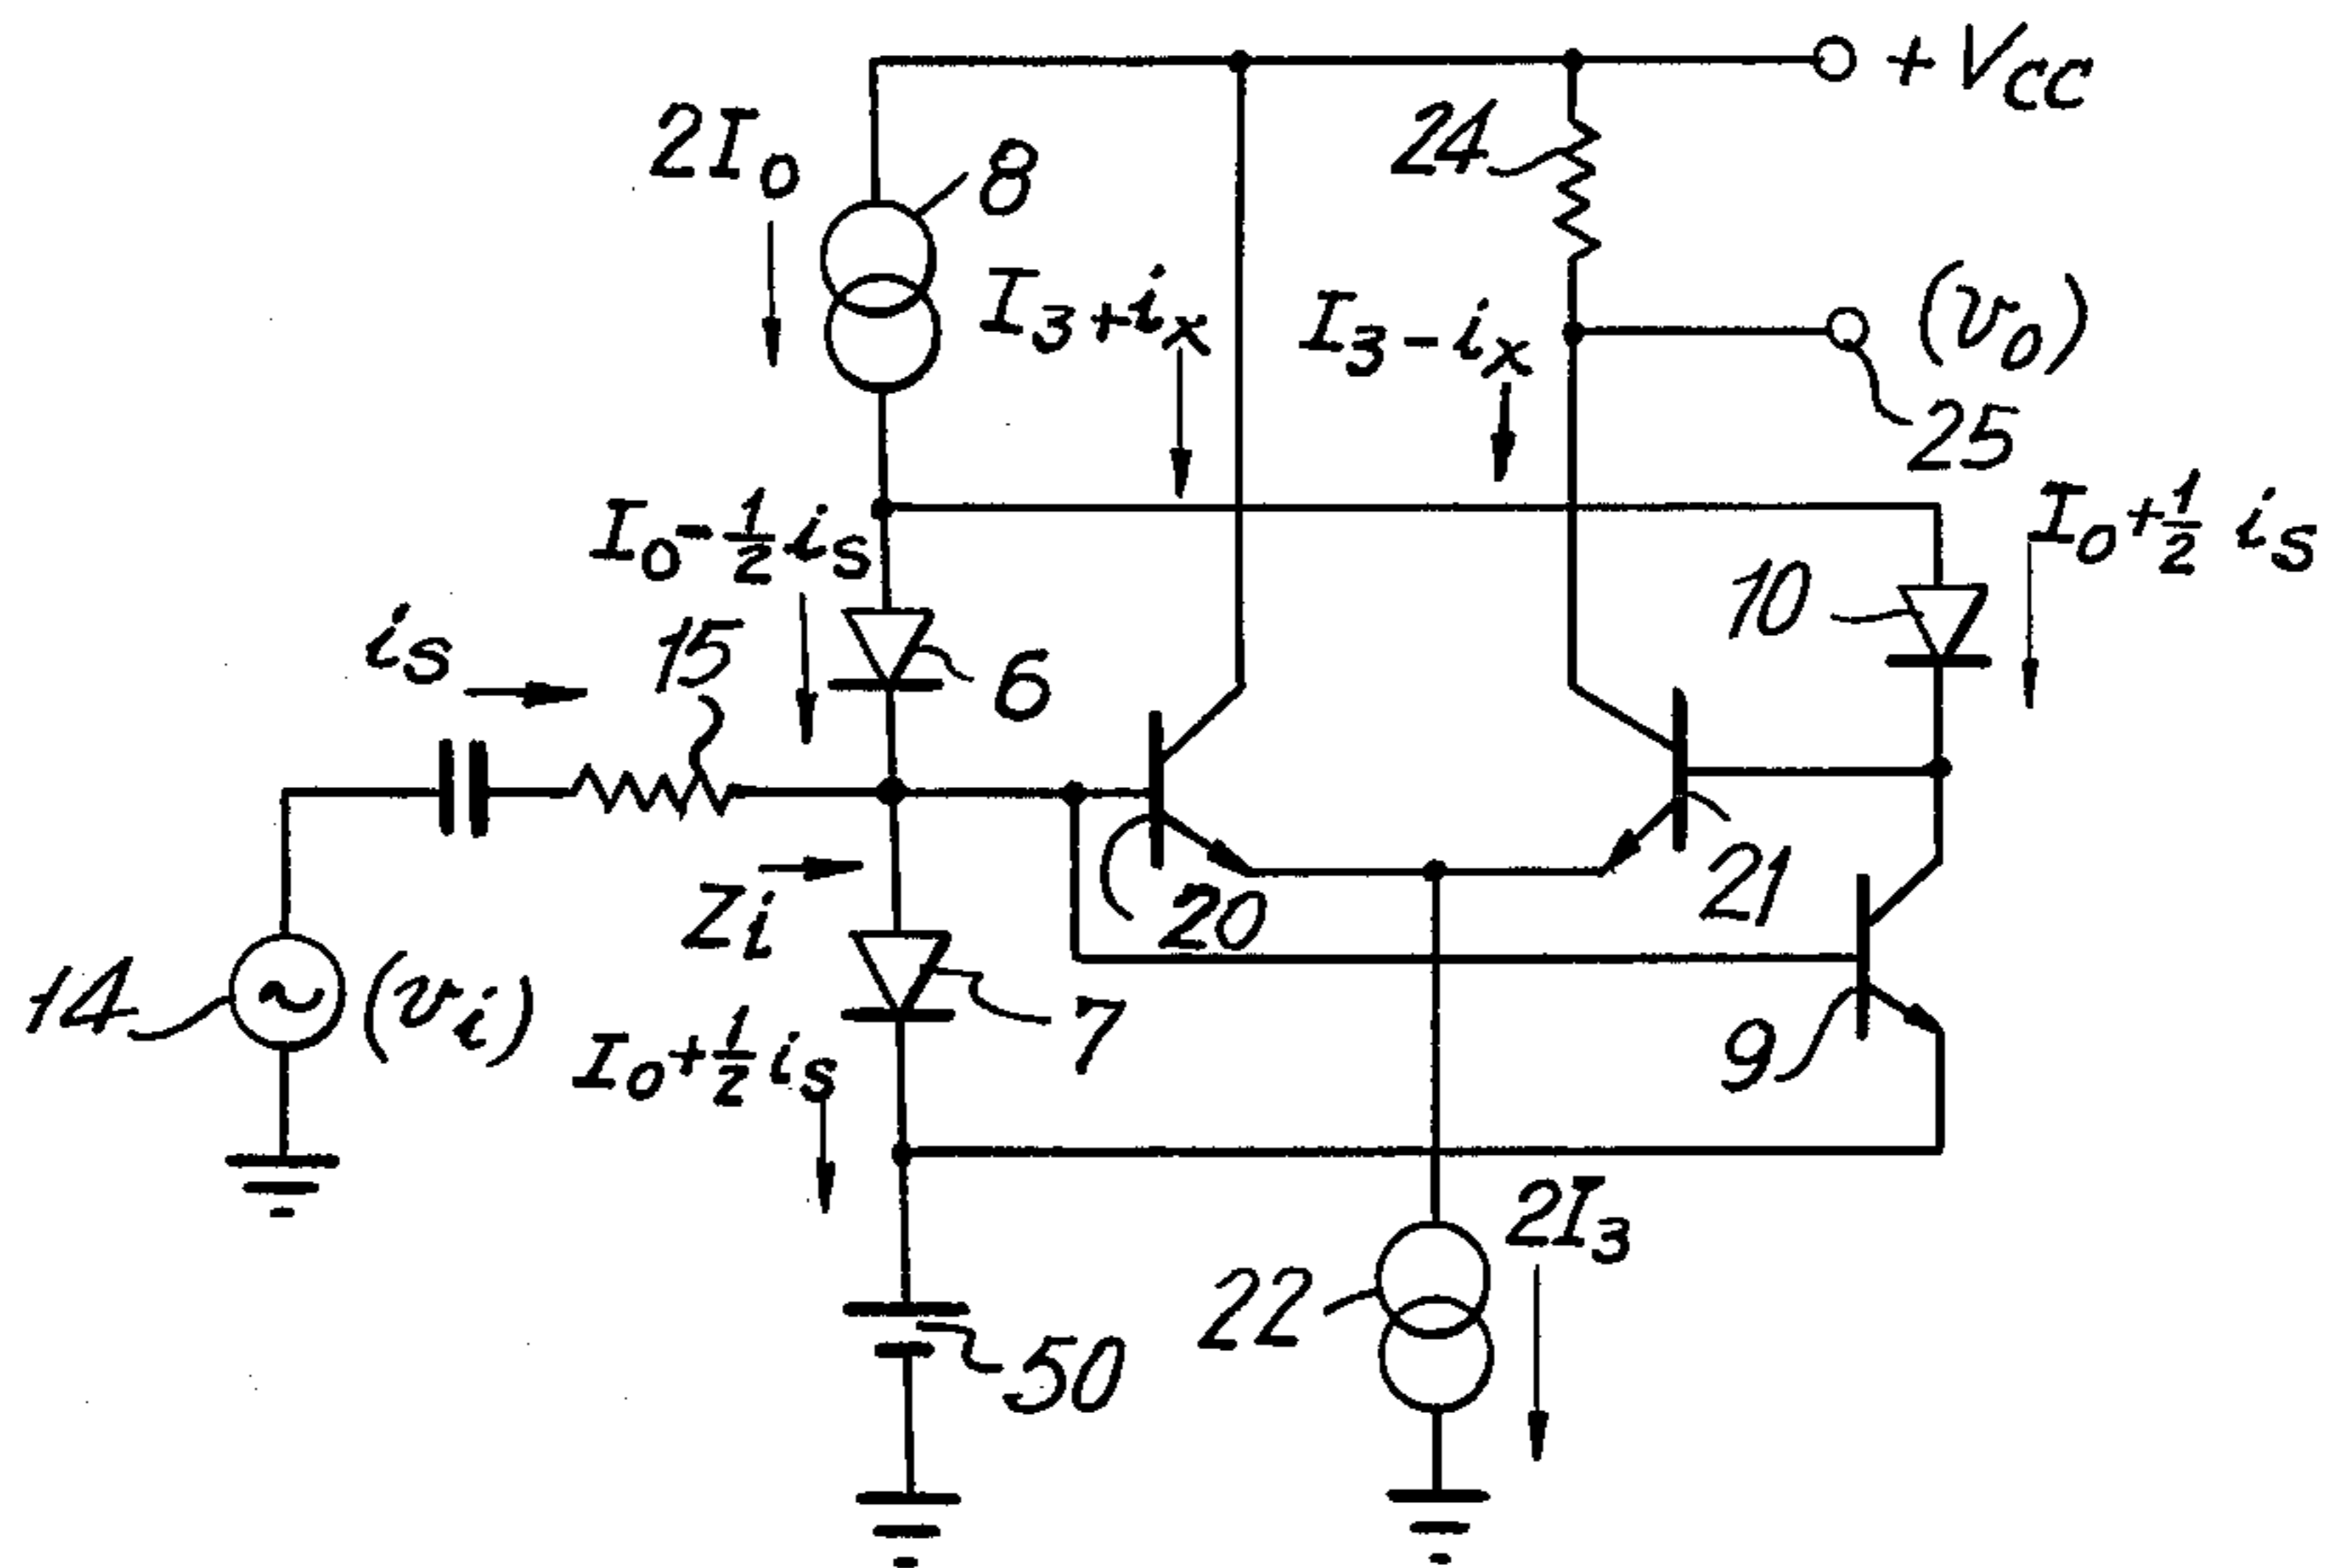 +Vcc
2I₀
8
24
I₃+iₓ
I₃-iₓ
(v₀)
25
I₀-½iₛ
I₀+½iₛ
10
iₛ
15
6
Zᵢ
20
21
14
(vᵢ)
7
9
I₀+½iₛ
2I₃
22
50